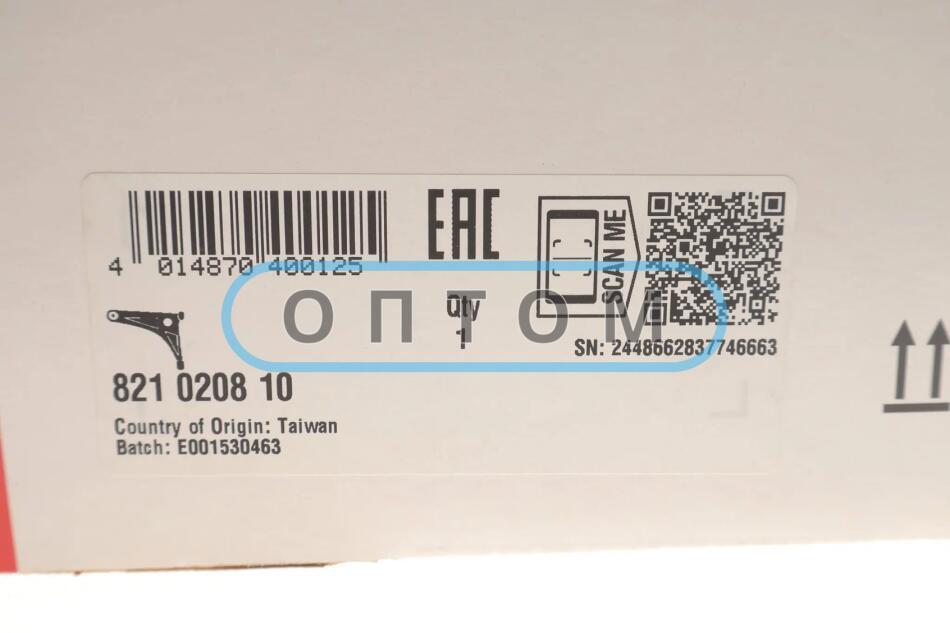 4 014870 400125
EAC
SCAN ME
ОПТОМ
Qty
1
SN: 2448662837746663
821 0208 10
Country of Origin: Taiwan
Batch: E001530463